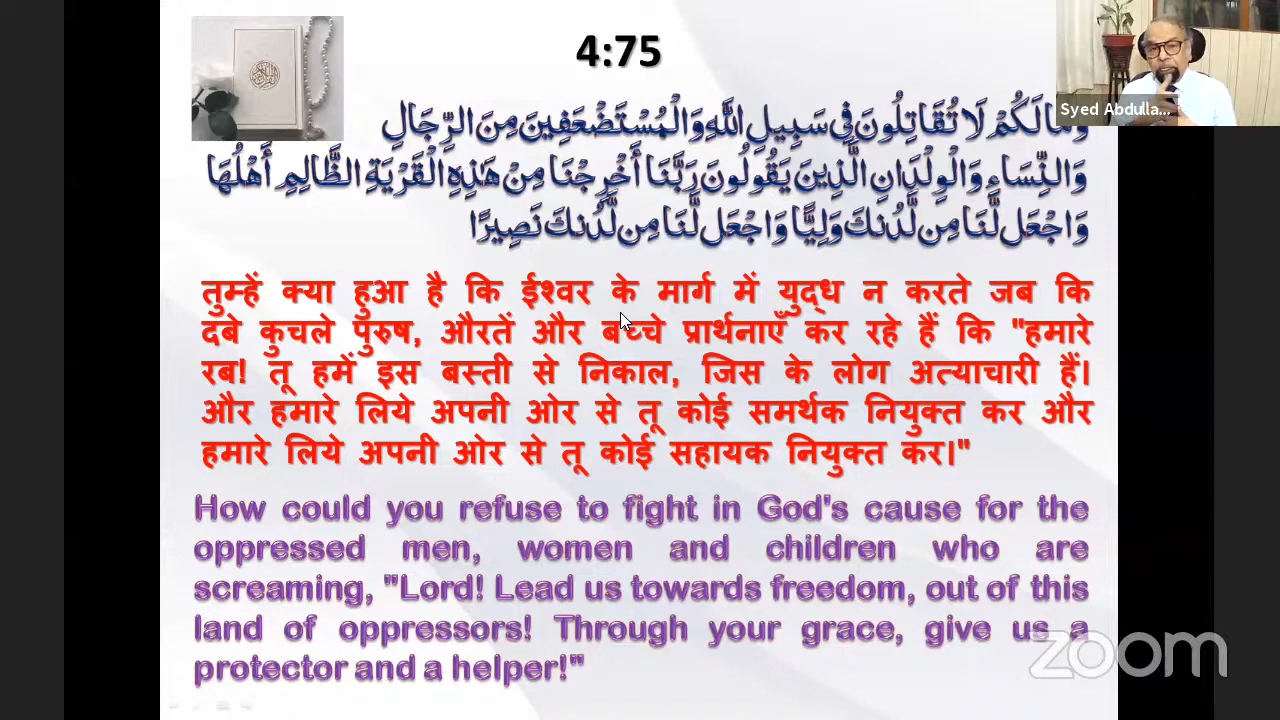 4:75
Syed Abdulla...
وَمَا لَكُمْ لَا تُقَاتِلُونَ فِي سَبِيلِ اللَّهِ وَالْمُسْتَضْعَفِينَ مِنَ الرِّجَالِ
وَالنِّسَاءِ وَالْوِلْدَانِ الَّذِينَ يَقُولُونَ رَبَّنَا أَخْرِجْنَا مِنْ هَٰذِهِ الْقَرْيَةِ الظَّالِمِ أَهْلُهَا
وَاجْعَل لَّنَا مِن لَّدُنكَ وَلِيًّا وَاجْعَل لَّنَا مِن لَّدُنكَ نَصِيرًا
तुम्हें क्या हुआ है कि ईश्वर के मार्ग में युद्ध न करते जब कि
दबे कुचले पुरुष, औरतें और बच्चे प्रार्थनाएँ कर रहे हैं कि "हमारे
रब! तू हमें इस बस्ती से निकाल, जिस के लोग अत्याचारी हैं।
और हमारे लिये अपनी ओर से तू कोई समर्थक नियुक्त कर और
हमारे लिये अपनी ओर से तू कोई सहायक नियुक्त कर।"
How could you refuse to fight in God's cause for the
oppressed men, women and children who are
screaming, "Lord! Lead us towards freedom, out of this
land of oppressors! Through your grace, give us a
protector and a helper!"
zoom